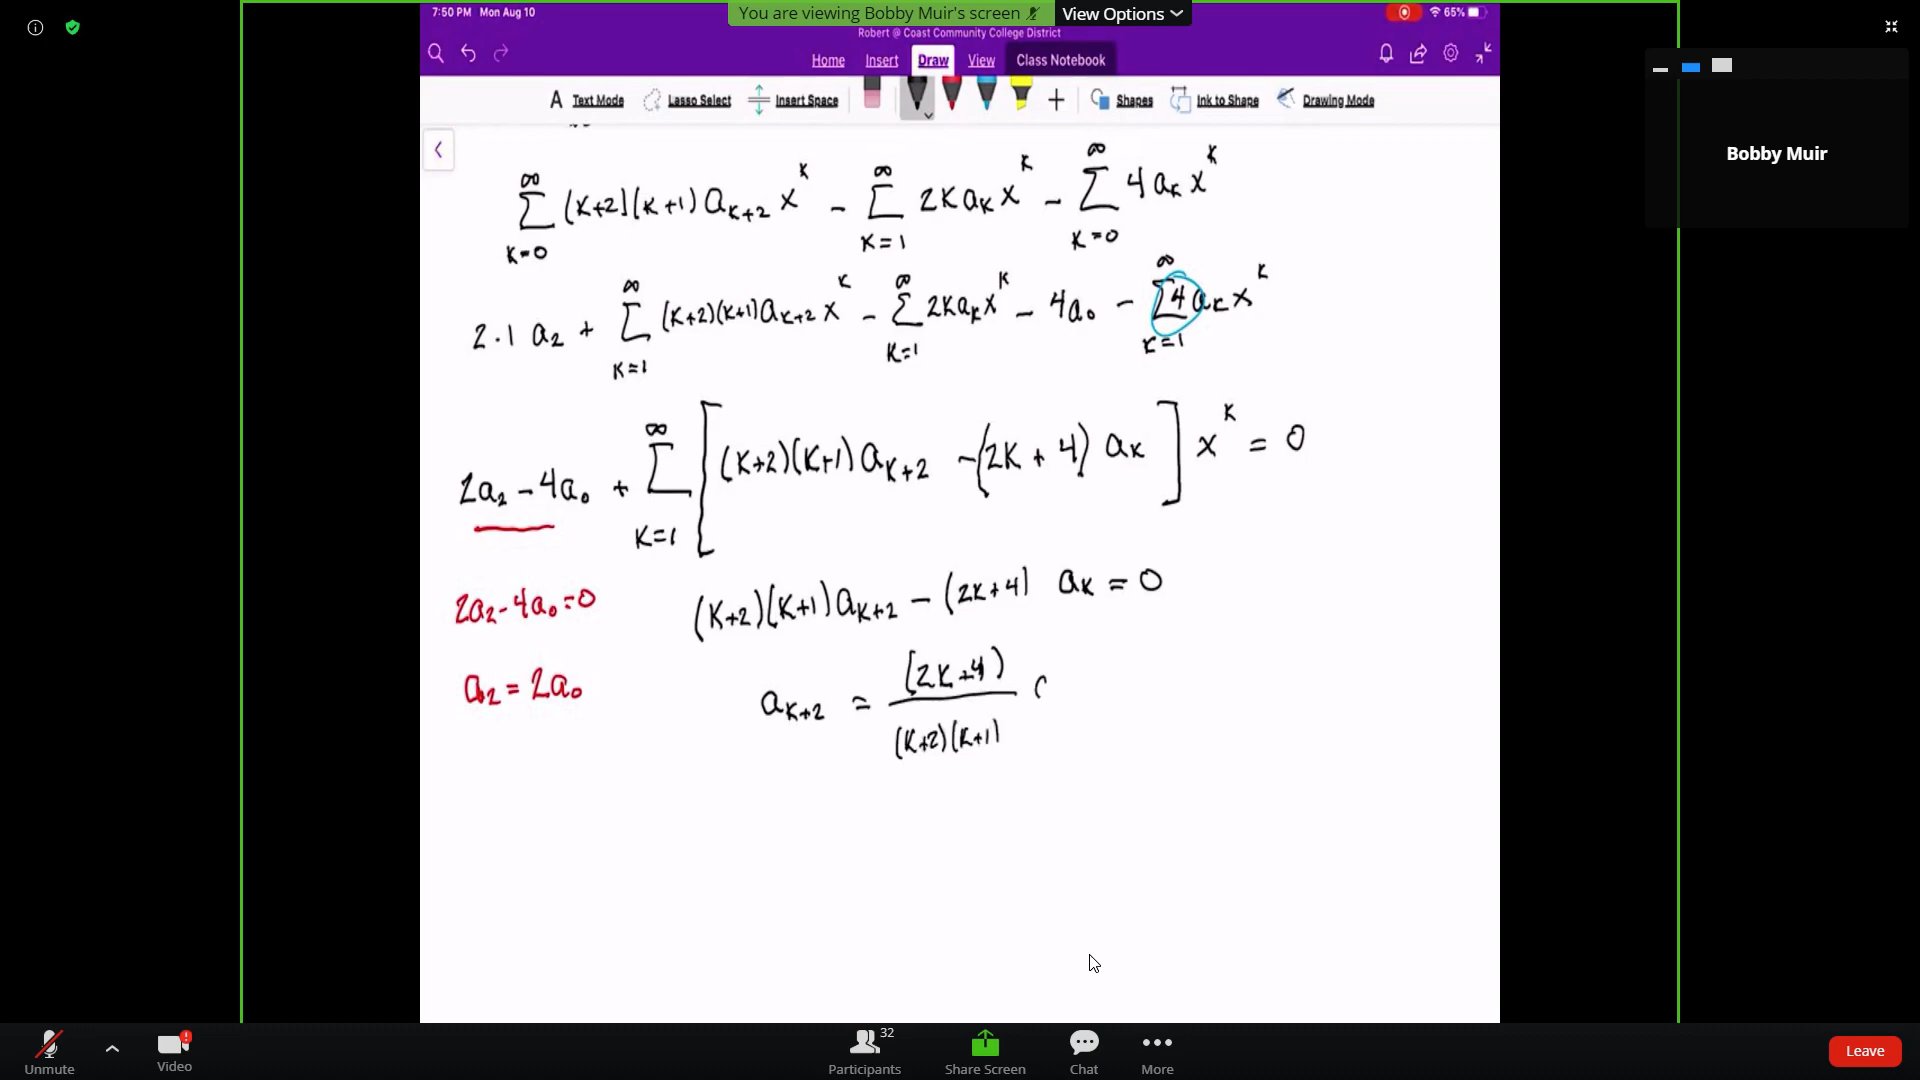 7:50 PM Mon Aug 10
You are viewing Bobby Muir's screen
View Options
65%
Robert @ Coast Community College District
Home Insert Draw View Class Notebook
A Text Mode Lasso Select Insert Space Shapes Ink to Shape Drawing Mode
Bobby Muir
∑_{k=0}^{∞} (k+2)(k+1) a_{k+2} x^k - ∑_{k=1}^{∞} 2k a_k x^k - ∑_{k=0}^{∞} 4 a_k x^k
2·1 a_2 + ∑_{k=1}^{∞} (k+2)(k+1) a_{k+2} x^k - ∑_{k=1}^{∞} 2k a_k x^k - 4a_0 - ∑_{k=1}^{∞} 4 a_k x^k
2a_2 - 4a_0 + ∑_{k=1}^{∞} [(k+2)(k+1) a_{k+2} - (2k + 4) a_k] x^k = 0
2a_2 - 4a_0 = 0
(k+2)(k+1) a_{k+2} - (2k+4) a_k = 0
a_2 = 2a_0
a_{k+2} = (2k+4) / (k+2)(k+1)
Unmute
Video
32
Participants
Share Screen
Chat
More
Leave